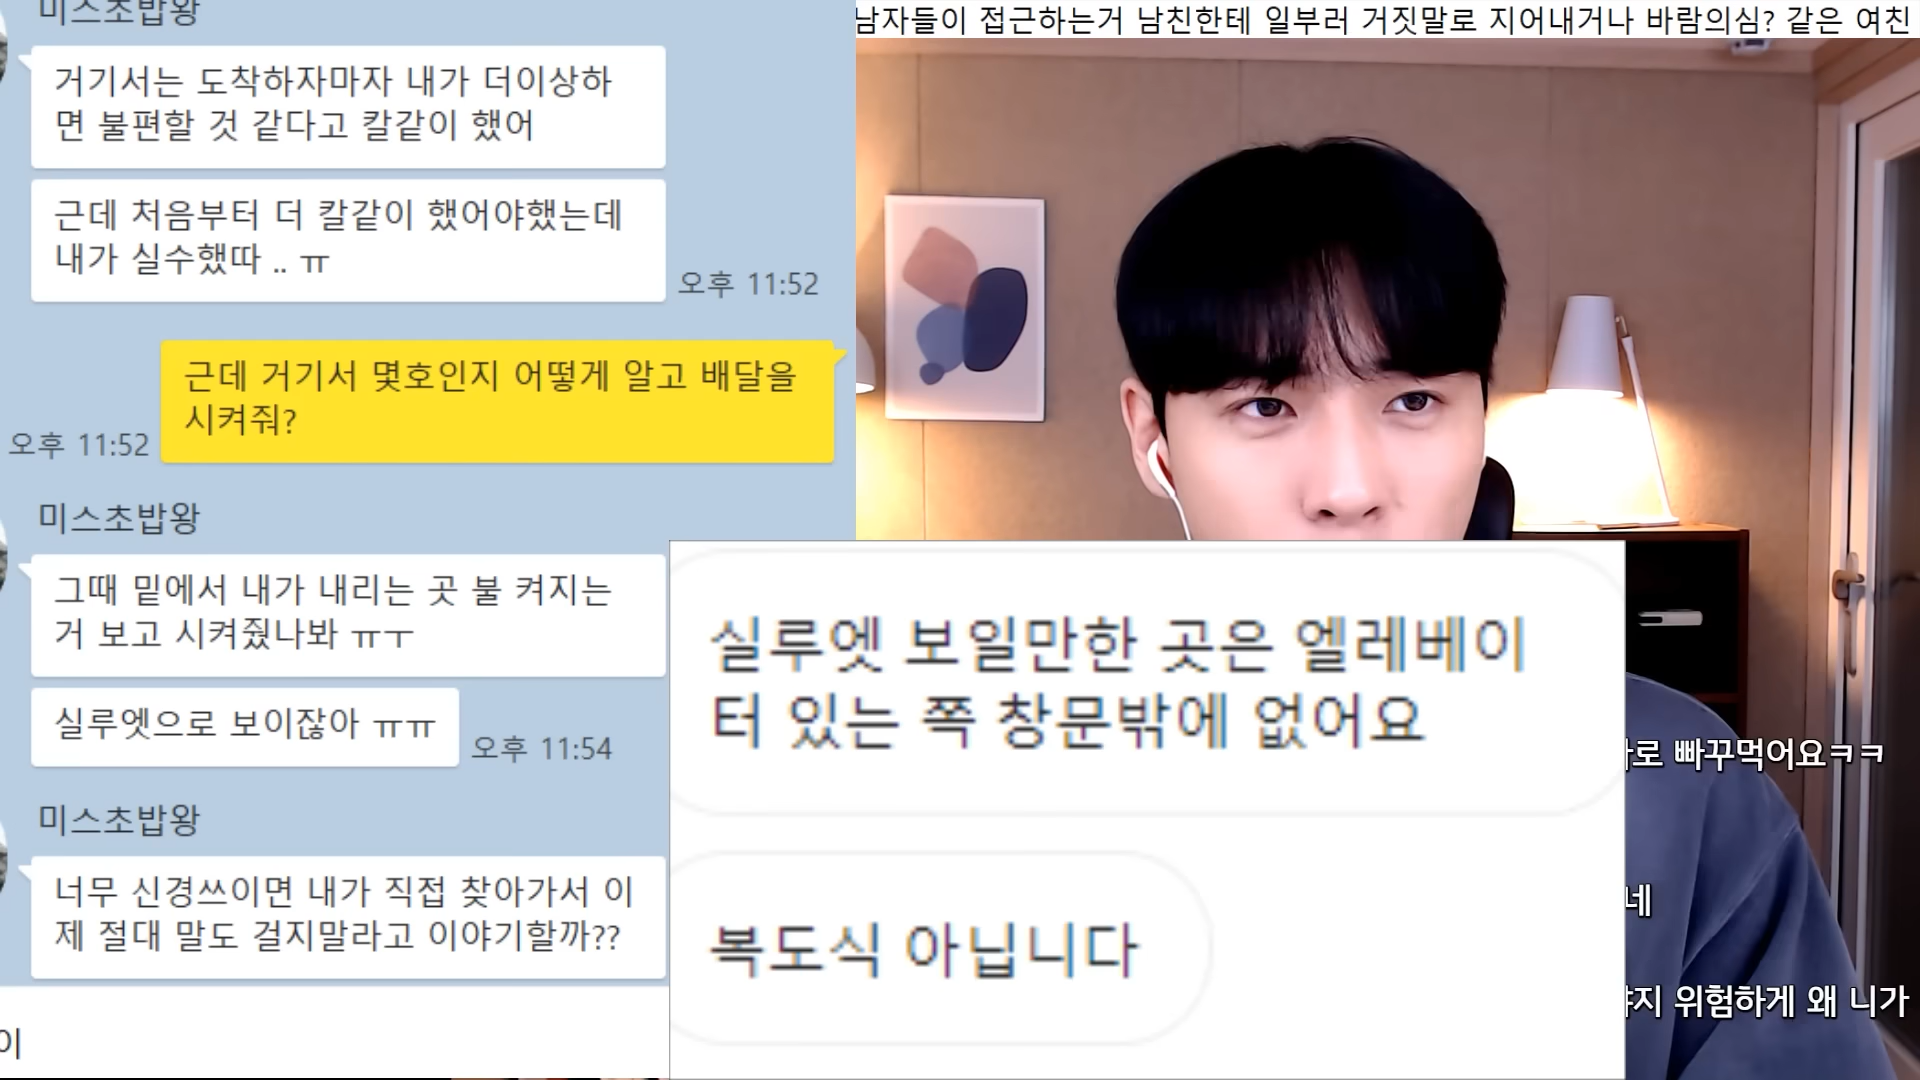 남자들이 접근하는거 남친한테 일부러 거짓말로 지어내거나 바람의심? 같은 여친
미스초밥왕
거기서는 도착하자마자 내가 더이상하
면 불편할 것 같다고 칼같이 했어
근데 처음부터 더 칼같이 했어야했는데
내가 실수했따 .. ㅠ
오후 11:52
근데 거기서 몇호인지 어떻게 알고 배달을
시켜줘?
오후 11:52
미스초밥왕
그때 밑에서 내가 내리는 곳 불 켜지는
거 보고 시켜줬나봐 ㅠㅜ
실루엣으로 보이잖아 ㅠㅠ
오후 11:54
미스초밥왕
너무 신경쓰이면 내가 직접 찾아가서 이
제 절대 말도 걸지말라고 이야기할까??
이
실루엣 보일만한 곳은 엘레베이
터 있는 쪽 창문밖에 없어요
복도식 아닙니다
로 빠꾸먹어요ㅋㅋ
네
지 위험하게 왜 니가